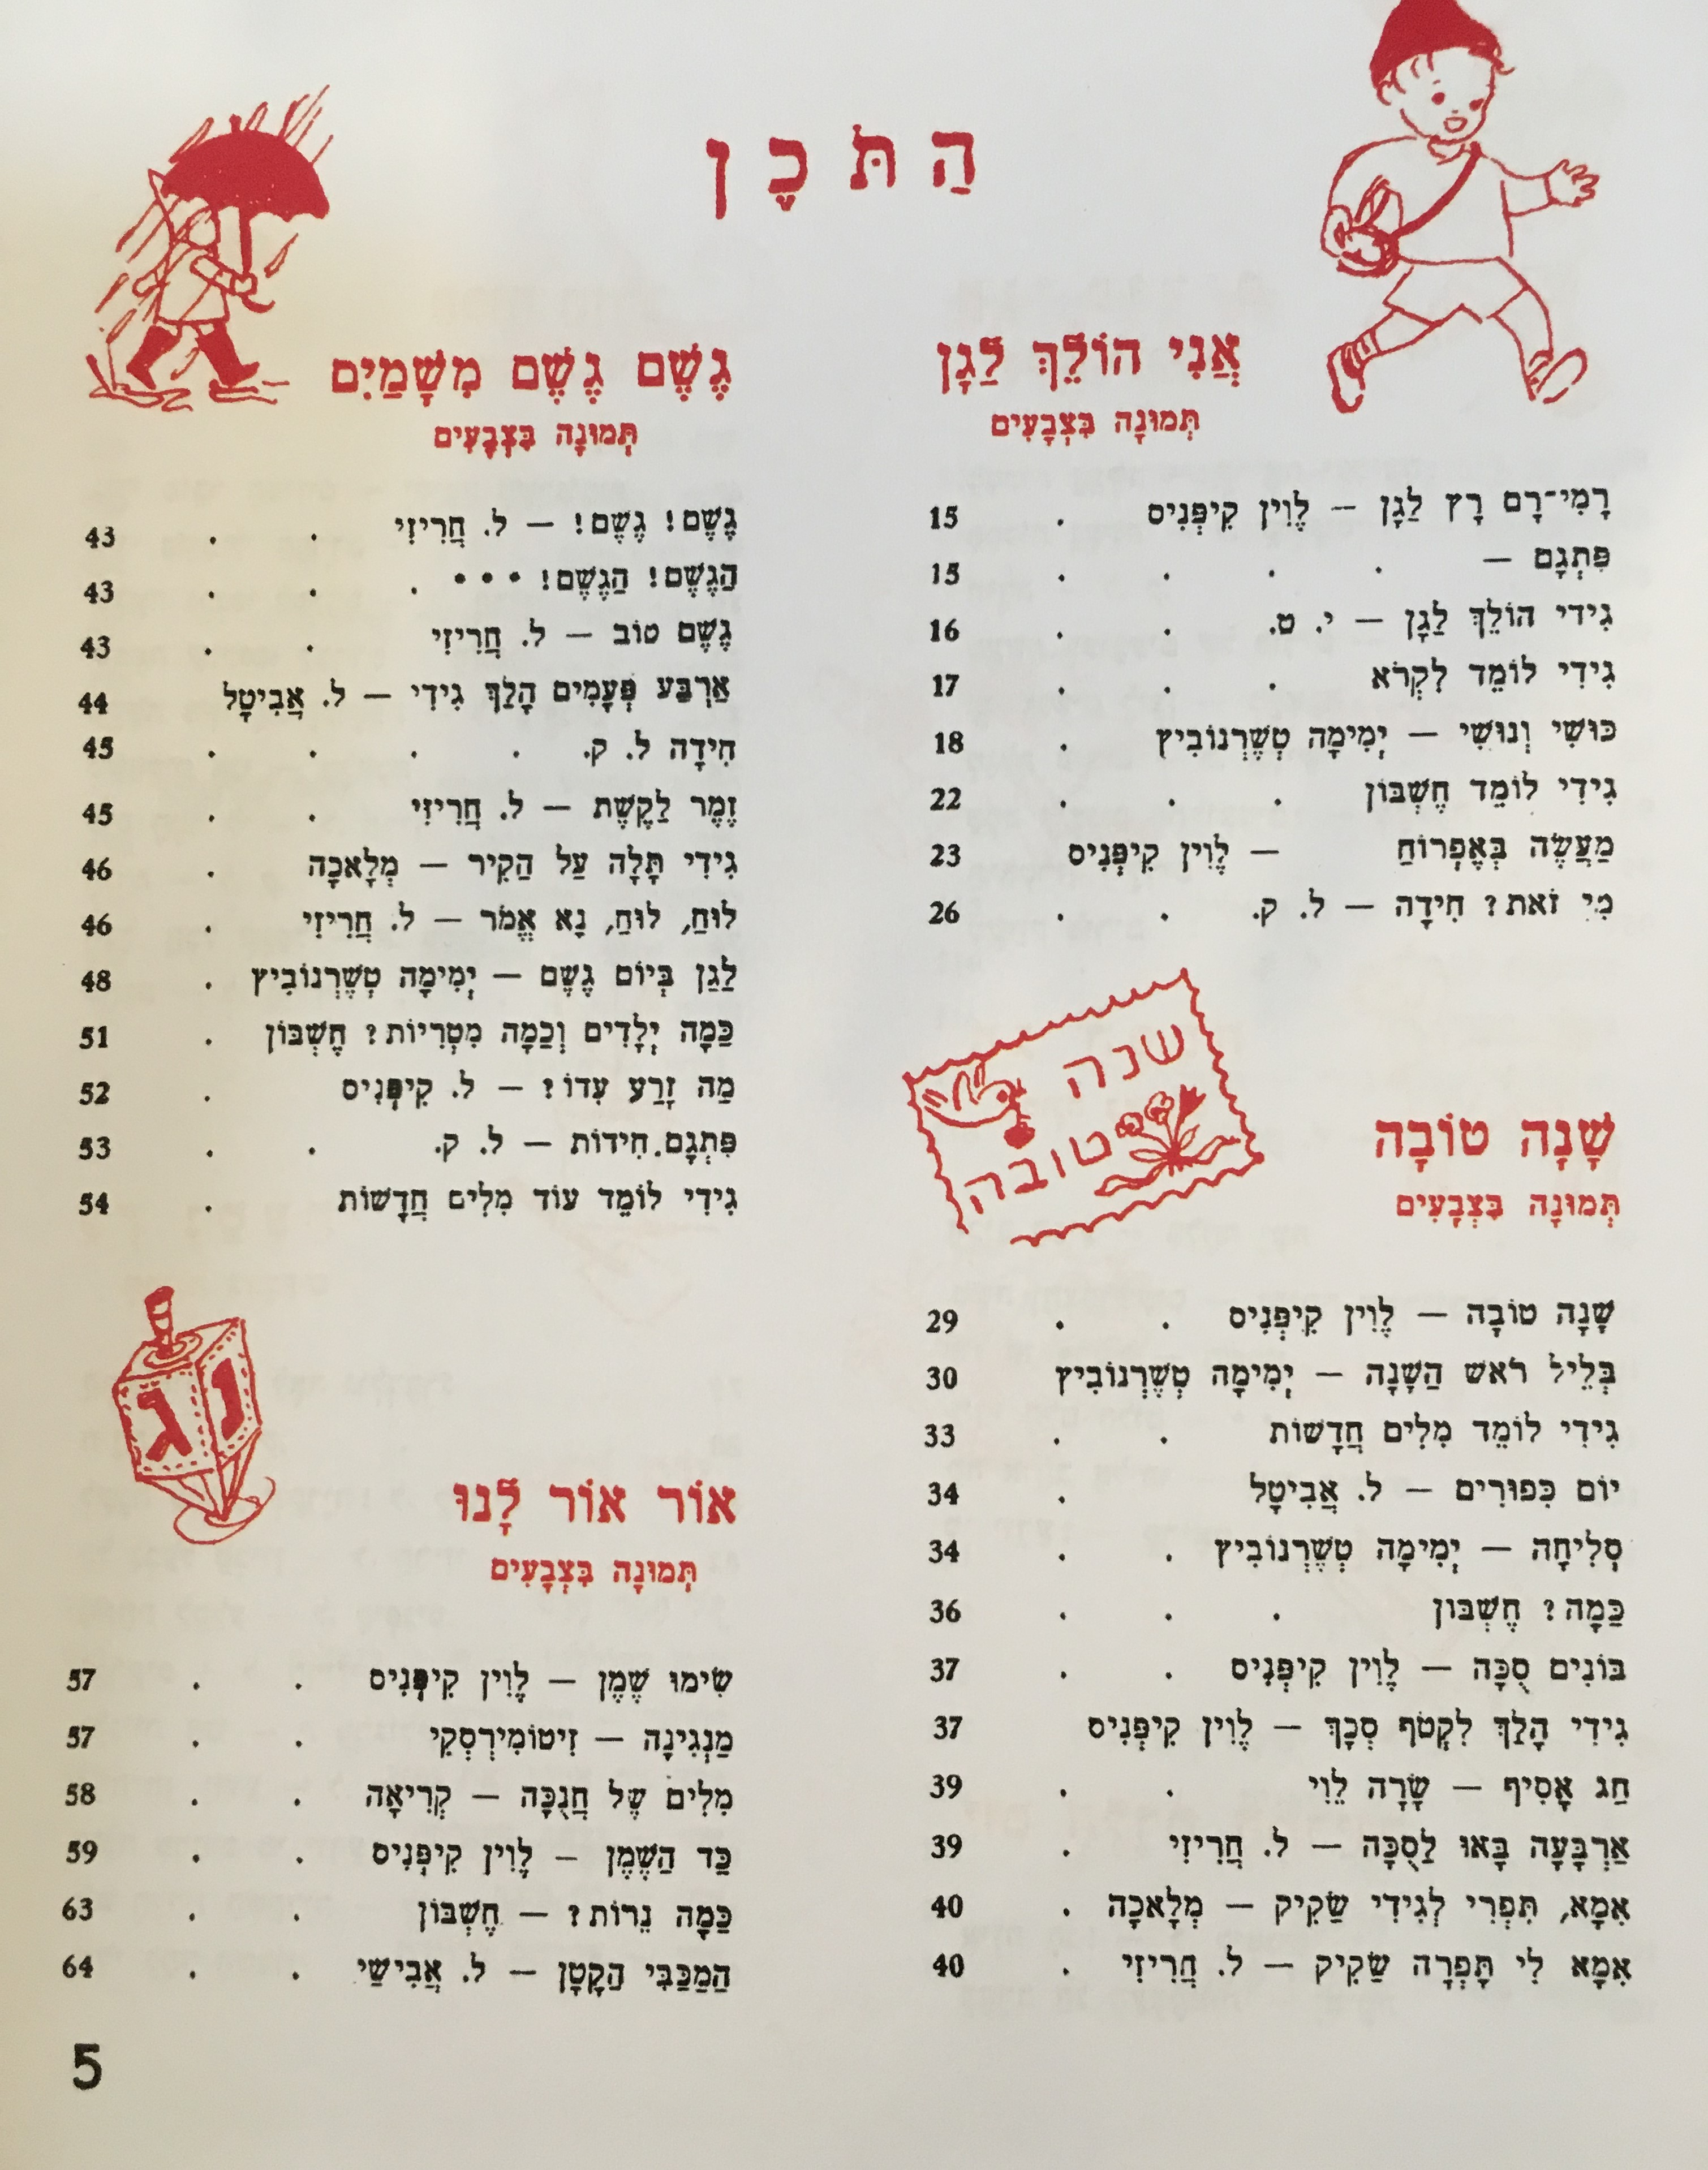 הַתֹּכֶן
אֲנִי הוֹלֵךְ לַגָּן
תְּמוּנָה בִּצְבָעִים
רָמִי־רָם רָץ לַגָּן — לֶוִין קִיפְּנִיס . 15
פִּתְגָם — . . . . 15
גִידִי הוֹלֵךְ לַגָּן — י. ט. . . 16
גִידִי לוֹמֵד לִקְרֹא . . . 17
כּוּשִׁי וְנוּשִׁי — יְמִימָה טְשֶׁרְנוֹבִיץ . 18
גִידִי לוֹמֵד חֶשְׁבּוֹן . . . 22
מַעֲשֶׂה בְּאֶפְרוֹחַ — לֶוִין קִיפְּנִיס 23
מִי זֹאת? חִידָה — ל. ק. . . 26
שנה
טובה
שָׁנָה טוֹבָה
תְּמוּנָה בִּצְבָעִים
שָׁנָה טוֹבָה — לֶוִין קִיפְּנִיס . . 29
בְּלֵיל רֹאשׁ הַשָּׁנָה — יְמִימָה טְשֶׁרְנוֹבִיץ 30
גִידִי לוֹמֵד מִלִּים חֲדָשׁוֹת . . 33
יוֹם כִּפּוּרִים — ל. אֲבִיטָל . 34
סְלִיחָה — יְמִימָה טְשֶׁרְנוֹבִיץ . . 34
כַּמָּה? חֶשְׁבּוֹן . . . 36
בּוֹנִים סֻכָּה — לֶוִין קִיפְּנִיס . . 37
גִידִי הָלַךְ לִקְטֹף סְכָךְ — לֶוִין קִיפְּנִיס 37
חַג אָסִיף — שָׂרָה לֵוִי . . 39
אַרְבָּעָה בָּאוּ לַסֻּכָּה — ל. חֲרִיזִי . 39
אִמָּא, תִּפְרִי לְגִידִי שַׂקִּיק — מְלָאכָה . 40
אִמָּא לִי תָּפְרָה שַׂקִּיק — ל. חֲרִיזִי . 40
גֶּשֶׁם גֶּשֶׁם מִשָּׁמַיִם
תְּמוּנָה בִּצְבָעִים
גֶּשֶׁם! גֶּשֶׁם! — ל. חֲרִיזִי . . 43
הַגֶּשֶׁם! הַגֶּשֶׁם! • • • . . . 43
גֶּשֶׁם טוֹב — ל. חֲרִיזִי . . 43
אַרְבַּע פְּעָמִים הָלַךְ גִידִי — ל. אֲבִיטָל 44
חִידָה ל. ק. . . . . 45
זֶמֶר לַקֶּשֶׁת — ל. חֲרִיזִי . . 45
גִידִי תָּלָה עַל הַקִּיר — מְלָאכָה . 46
לוּחַ, לוּחַ, נָא אֱמֹר — ל. חֲרִיזִי . 46
לַגַּן בְּיוֹם גֶּשֶׁם — יְמִימָה טְשֶׁרְנוֹבִיץ . 48
כַּמָּה יְלָדִים וְכַמָּה מִטְרִיּוֹת? חֶשְׁבּוֹן . 51
מַה זָרַע עִדוֹ? — ל. קִיפְּנִיס . 52
פִּתְגָם. חִידוֹת — ל. ק. . . 53
גִידִי לוֹמֵד עוֹד מִלִּים חֲדָשׁוֹת . 54
נ ג
אוֹר אוֹר לָנוּ
תְּמוּנָה בִּצְבָעִים
שִׂימוּ שֶׁמֶן — לֶוִין קִיפְּנִיס . . 57
מַנְגִּינָה — זִיטוֹמִירְסְקִי . . 57
מִלִּים שֶׁל חֲנֻכָּה — קְרִיאָה . . 58
כַּד הַשֶּׁמֶן — לֶוִין קִיפְּנִיס . . 59
כַּמָּה נֵרוֹת? — חֶשְׁבּוֹן . . 63
הַמַּכַּבִּי הַקָּטָן — ל. אֲבִישַׁי . . 64
5